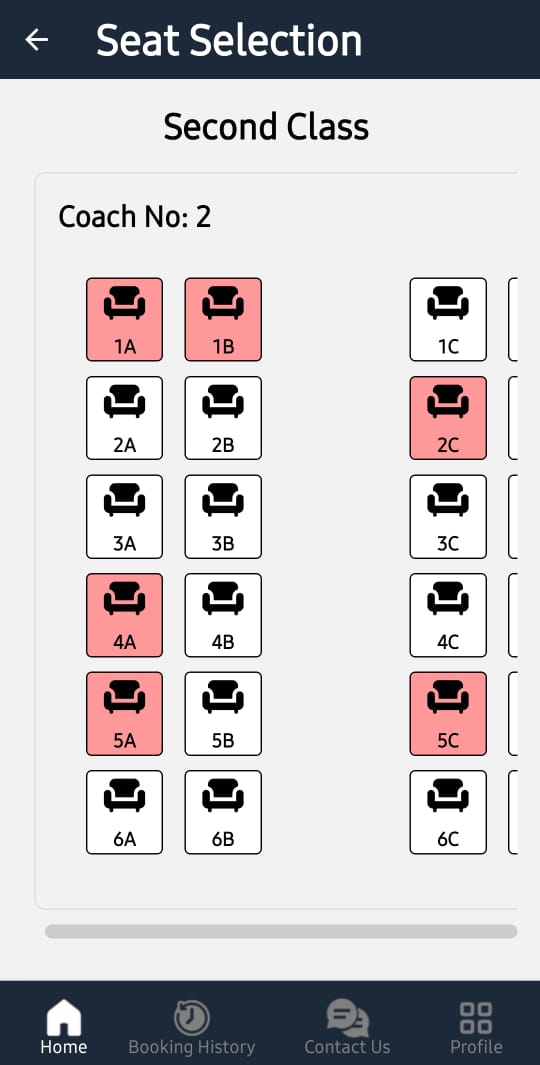 Seat Selection
Second Class
Coach No: 2
1A 1B 1C
2A 2B 2C
3A 3B 3C
4A 4B 4C
5A 5B 5C
6A 6B 6C
Home Booking History Contact Us Profile